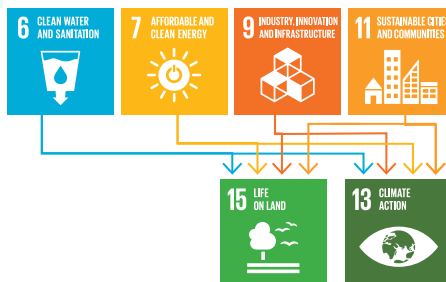 6 CLEAN WATER
AND SANITATION
7 AFFORDABLE AND
CLEAN ENERGY
9 INDUSTRY, INNOVATION
AND INFRASTRUCTURE
11 SUSTAINABLE CITIES
AND COMMUNITIES
15 LIFE
ON LAND
13 CLIMATE
ACTION